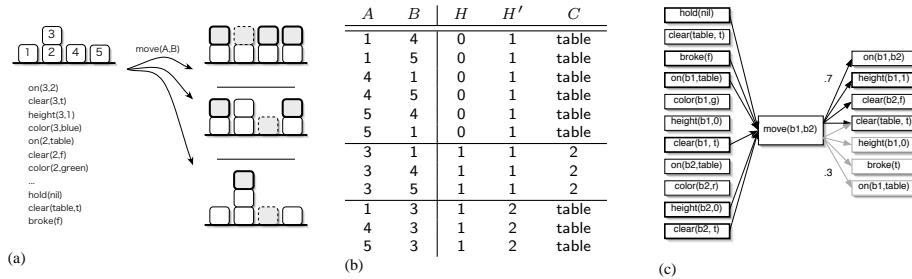 3
1 2 4 5
move(A,B)
on(3,2)
clear(3,t)
height(3,1)
color(3,blue)
on(2,table)
clear(2,f)
color(2,green)
...
hold(nil)
clear(table,t)
broke(f)
(a)
A B H H′ C
1 4 0 1 table
1 5 0 1 table
4 1 0 1 table
4 5 0 1 table
5 4 0 1 table
5 1 0 1 table
3 1 1 1 2
3 4 1 1 2
3 5 1 1 2
1 3 1 2 table
4 3 1 2 table
5 3 1 2 table
(b)
hold(nil)
clear(table, t)
broke(f)
on(b1,table)
color(b1,g)
height(b1,0)
clear(b1, t)
on(b2,table)
color(b2,r)
height(b2,0)
clear(b2, t)
move(b1,b2)
.7
.3
on(b1,b2)
height(b1,1)
clear(b2,f)
clear(table, t)
height(b1,0)
broke(t)
on(b1,table)
(c)